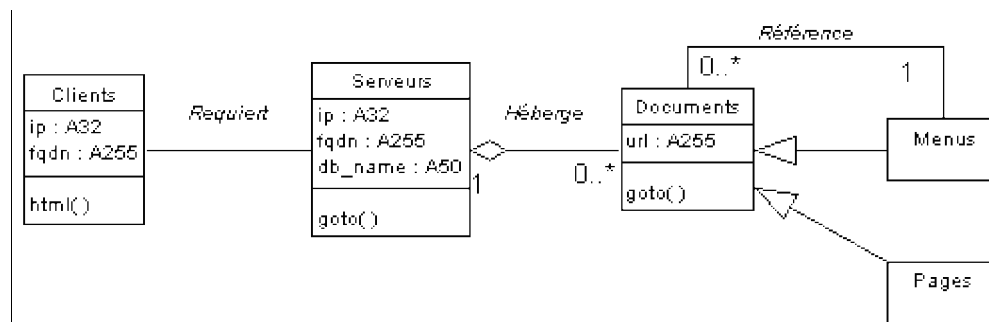 Clients
ip : A32
fqdn : A255
html()
Requiert
Serveurs
ip : A32
fqdn : A255
db_name : A50
goto()
Héberge
1
0..*
Documents
url : A255
goto()
Référence
0..*
1
Menus
Pages